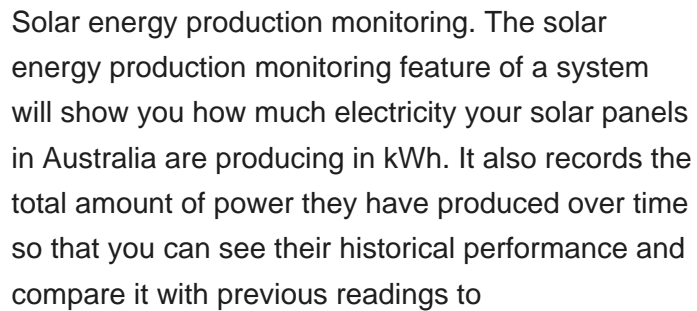 Solar energy production monitoring. The solar
energy production monitoring feature of a system
will show you how much electricity your solar panels
in Australia are producing in kWh. It also records the
total amount of power they have produced over time
so that you can see their historical performance and
compare it with previous readings to